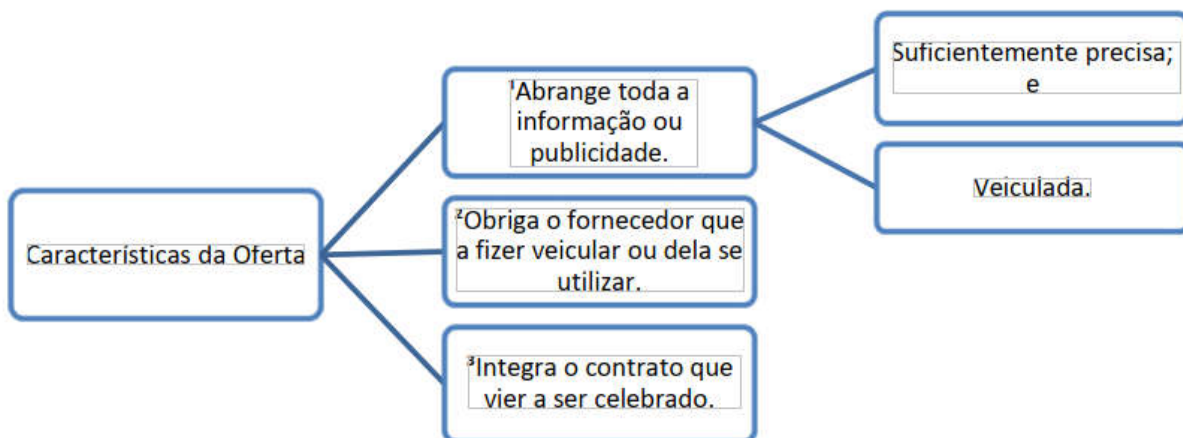 Características da Oferta
¹Abrange toda a
informação ou
publicidade.
Suficientemente precisa;
e
Veiculada.
²Obriga o fornecedor que
a fizer veicular ou dela se
utilizar.
³Integra o contrato que
vier a ser celebrado.